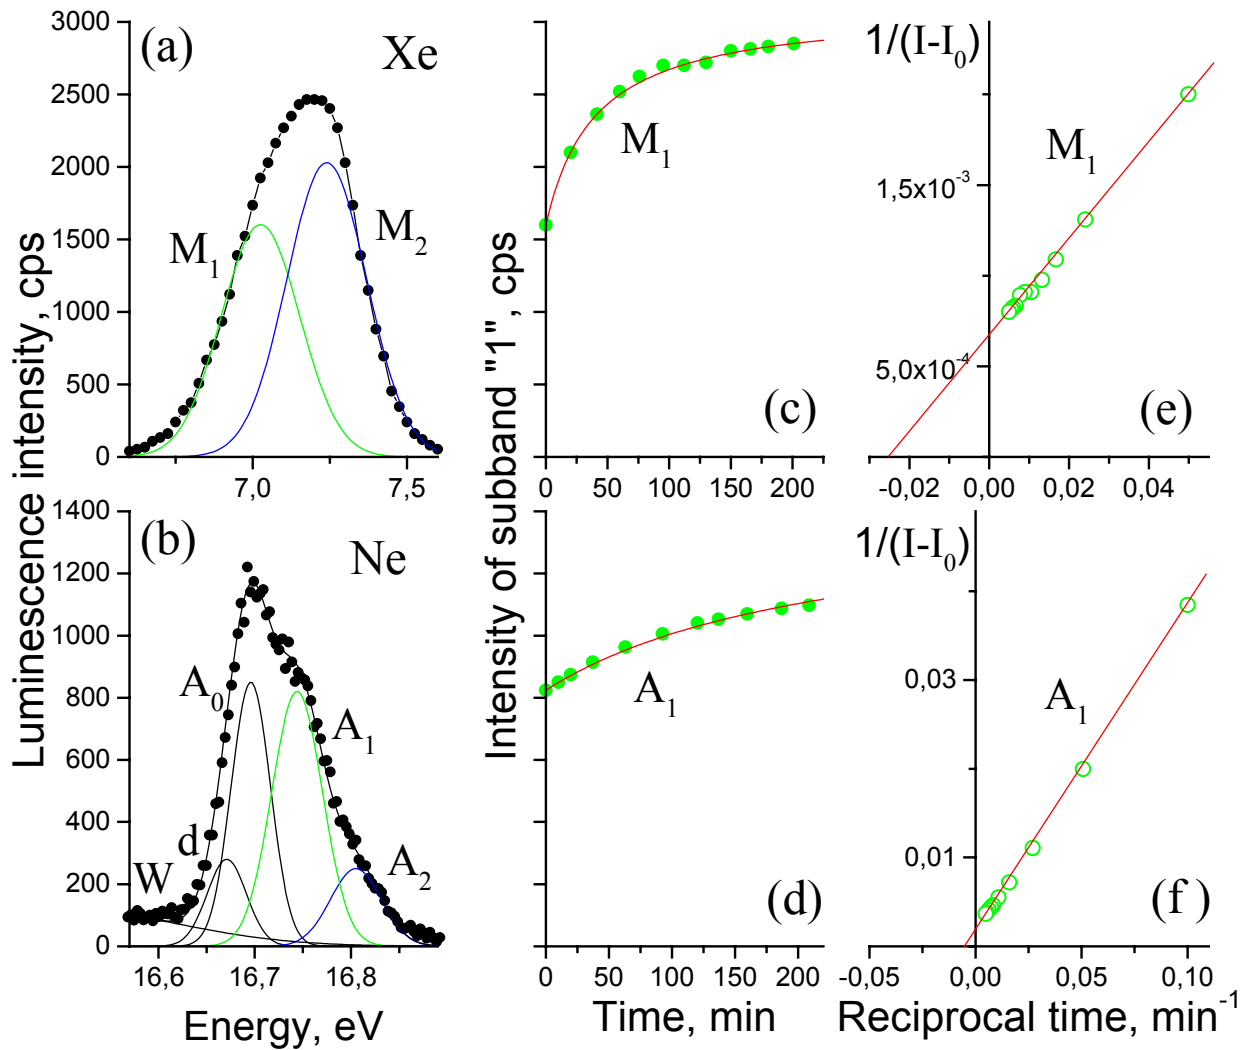 (a)
Xe
M1
M2
3000
2500
2000
1500
1000
500
0
7,0
7,5
Luminescence intensity, cps
(b)
Ne
A0
A1
A2
d
W
1400
1200
1000
800
600
400
200
0
16,6
16,7
16,8
Energy, eV
Intensity of subband "1", cps
M1
(c)
0
50
100
150
200
A1
(d)
0
50
100
150
200
Time, min
1/(I-I0)
M1
1,5x10-3
5,0x10-4
(e)
-0,02
0,00
0,02
0,04
1/(I-I0)
A1
0,03
0,01
(f)
-0,05
0,00
0,05
0,10
Reciprocal time, min-1